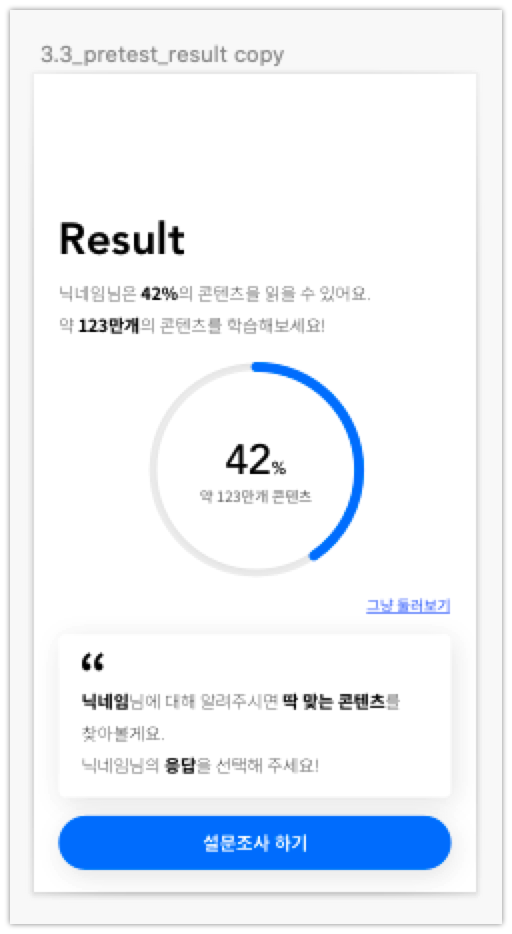 3.3_pretest_result copy
Result
닉네임님은 42%의 콘텐츠을 읽을 수 있어요.
약 123만개의 콘텐츠를 학습해보세요!
42%
약 123만개 콘텐츠
그냥 둘러보기
“
닉네임님에 대해 알려주시면 딱 맞는 콘텐츠를
찾아볼게요.
닉네임님의 응답을 선택해 주세요!
설문조사 하기